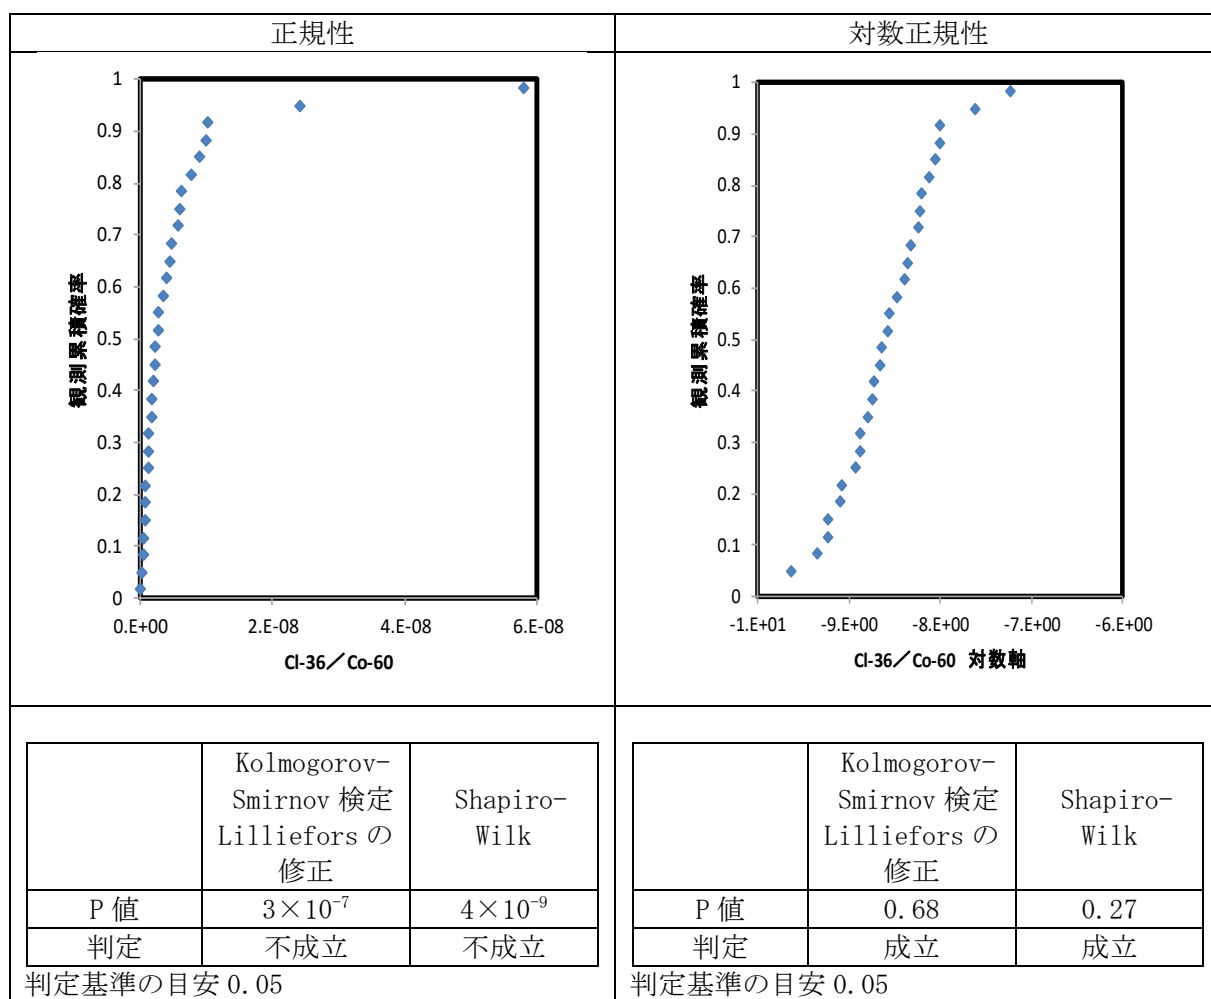 正規性
対数正規性
1
0.9
0.8
0.7
0.6
0.5
0.4
0.3
0.2
0.1
0
観測累積確率
0.E+00 2.E-08 4.E-08 6.E-08
Cl-36／Co-60
1
0.9
0.8
0.7
0.6
0.5
0.4
0.3
0.2
0.1
0
観測累積確率
-1.E+01 -9.E+00 -8.E+00 -7.E+00 -6.E+00
Cl-36／Co-60 対数軸
Kolmogorov-
Smirnov 検定
Lilliefors の
修正
Shapiro-
Wilk
P 値 3×10⁻⁷ 4×10⁻⁹
判定 不成立 不成立
判定基準の目安 0.05
Kolmogorov-
Smirnov 検定
Lilliefors の
修正
Shapiro-
Wilk
P 値 0.68 0.27
判定 成立 成立
判定基準の目安 0.05